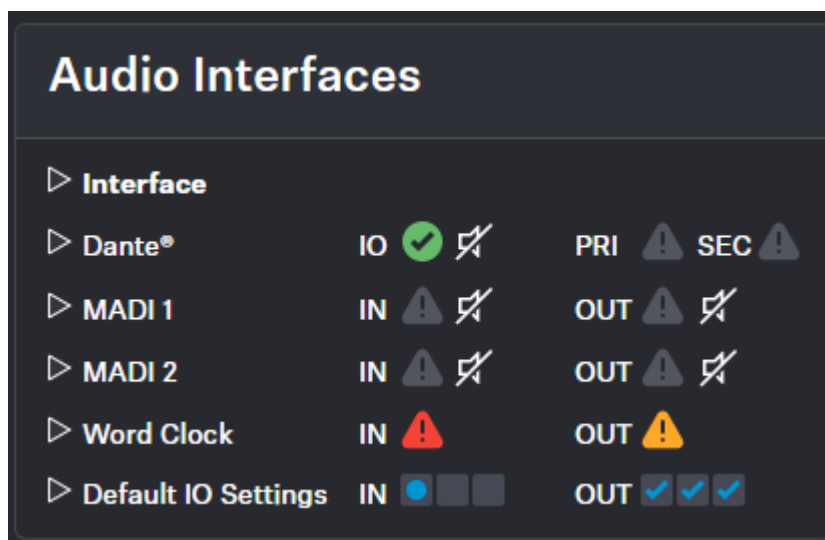 Audio Interfaces
Interface
Dante® IO PRI SEC
MADI 1 IN OUT
MADI 2 IN OUT
Word Clock IN OUT
Default IO Settings IN OUT